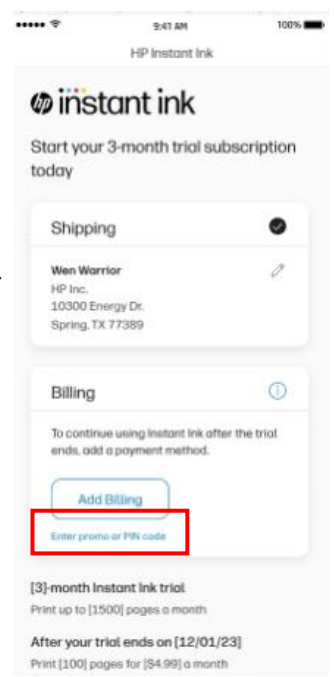 9:41 AM
100%
HP Instant Ink
hp instant ink
Start your 3-month trial subscription
today
Shipping
Wen Warrior
HP Inc.
10300 Energy Dr.
Spring, TX 77389
Billing
To continue using Instant Ink after the trial
ends, add a payment method.
Add Billing
Enter promo or PIN code
[3]-month Instant Ink trial
Print up to [1500] pages a month
After your trial ends on [12/01/23]
Print [100] pages for [$4.99] a month